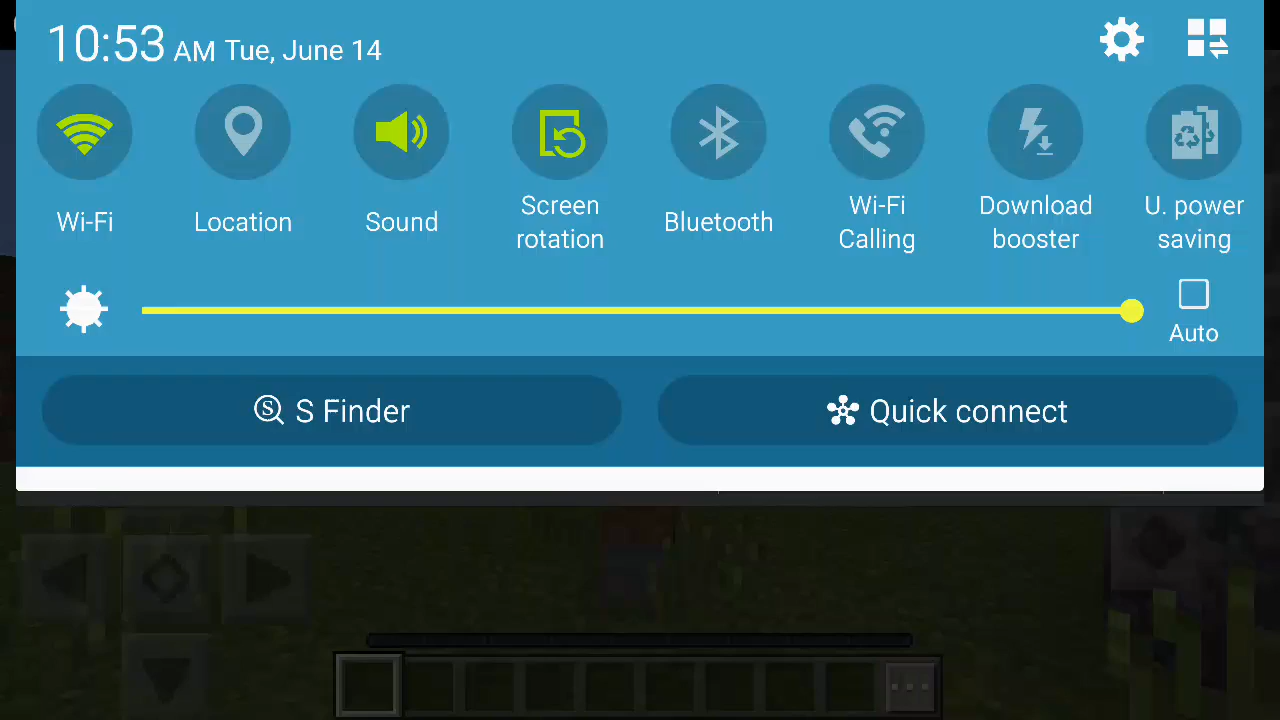 10:53 AM Tue, June 14
Wi-Fi
Location
Sound
Screen
rotation
Bluetooth
Wi-Fi
Calling
Download
booster
U. power
saving
Auto
S Finder
Quick connect